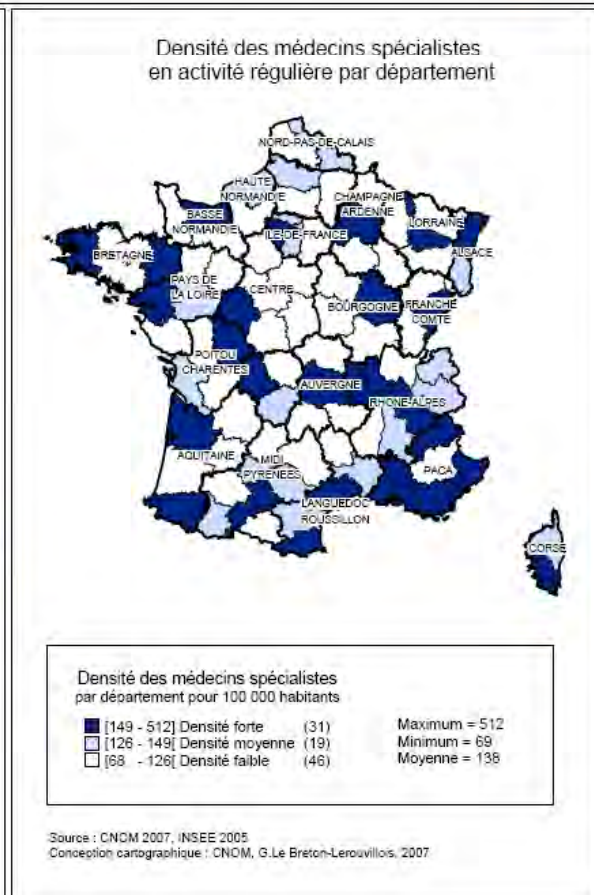 Densité des médecins spécialistes
en activité régulière par département
NORD-PAS-DE-CALAIS
HAUTE
NORMANDIE
CHAMPAGNE
ARDENNE
BASSE
NORMANDIE
LORRAINE
ILE-DE-FRANCE
BRETAGNE
ALSACE
PAYS DE
LA LOIRE
CENTRE
BOURGOGNE
FRANCHE
COMTE
POITOU
CHARENTES
AUVERGNE
RHONE-ALPES
AQUITAINE
MIDI
PYRENEES
PACA
LANGUEDOC
ROUSSILLON
CORSE
Densité des médecins spécialistes
par département pour 100 000 habitants
[149 - 512] Densité forte (31) Maximum = 512
[126 - 149[ Densité moyenne (19) Minimum = 69
[68 - 126[ Densité faible (46) Moyenne = 138
Source : CNOM 2007, INSEE 2005
Conception cartographique : CNOM, G.Le Breton-Lerouvillois, 2007